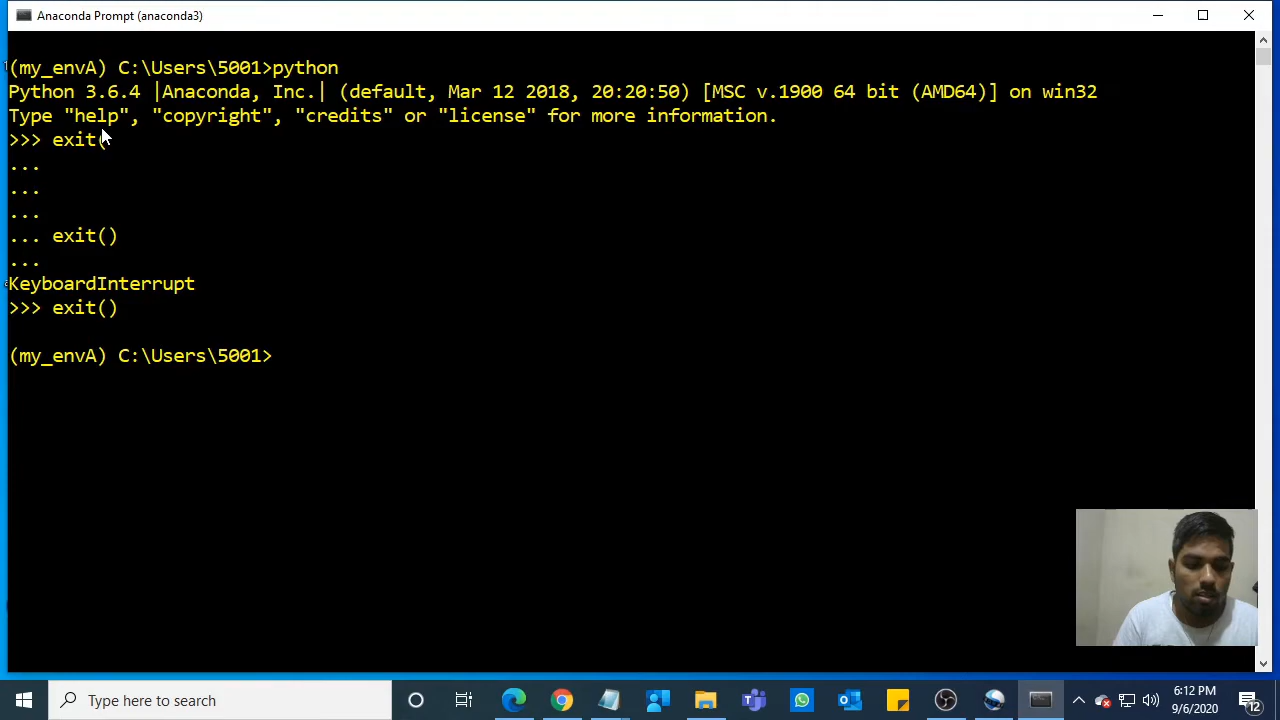 Anaconda Prompt (anaconda3)
(my_envA) C:\Users\5001>python
Python 3.6.4 |Anaconda, Inc.| (default, Mar 12 2018, 20:20:50) [MSC v.1900 64 bit (AMD64)] on win32
Type "help", "copyright", "credits" or "license" for more information.
>>> exit(
...
...
...
... exit()
...
KeyboardInterrupt
>>> exit()
(my_envA) C:\Users\5001>
Type here to search
6:12 PM
9/6/2020
12